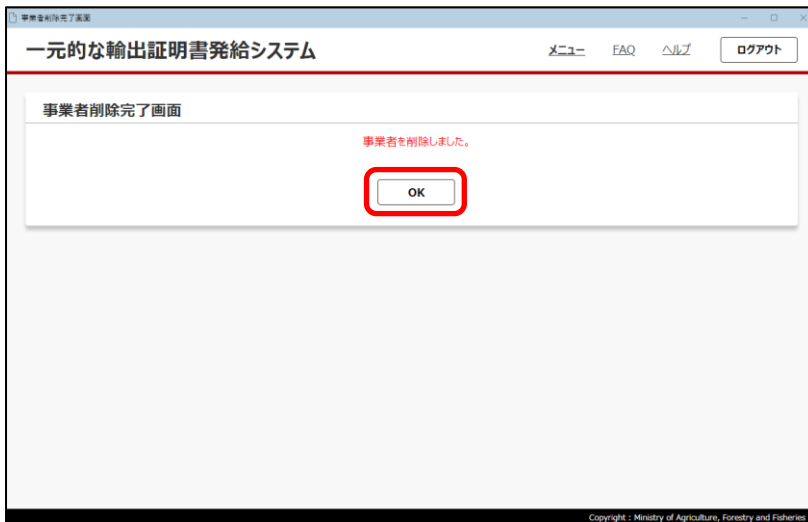 事業者削除完了画面
一元的な輸出証明書発給システム
メニュー FAQ ヘルプ ログアウト
事業者削除完了画面
事業者を削除しました。
OK
Copyright : Ministry of Agriculture, Forestry and Fisheries